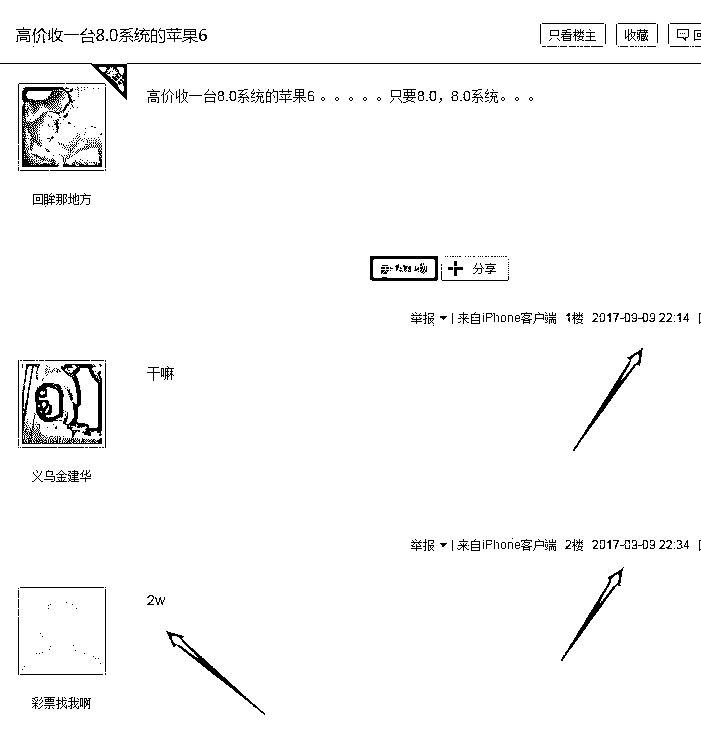 高价收一台8.0系统的苹果6
只看楼主 收藏
高价收一台8.0系统的苹果6 。。。。。只要8.0，8.0系统。。。
回眸那地方
分享
举报 | 来自iPhone客户端 1楼 2017-09-09 22:14
干嘛
义乌金建华
举报 | 来自iPhone客户端 2楼 2017-09-09 22:34
2w
彩票找我啊